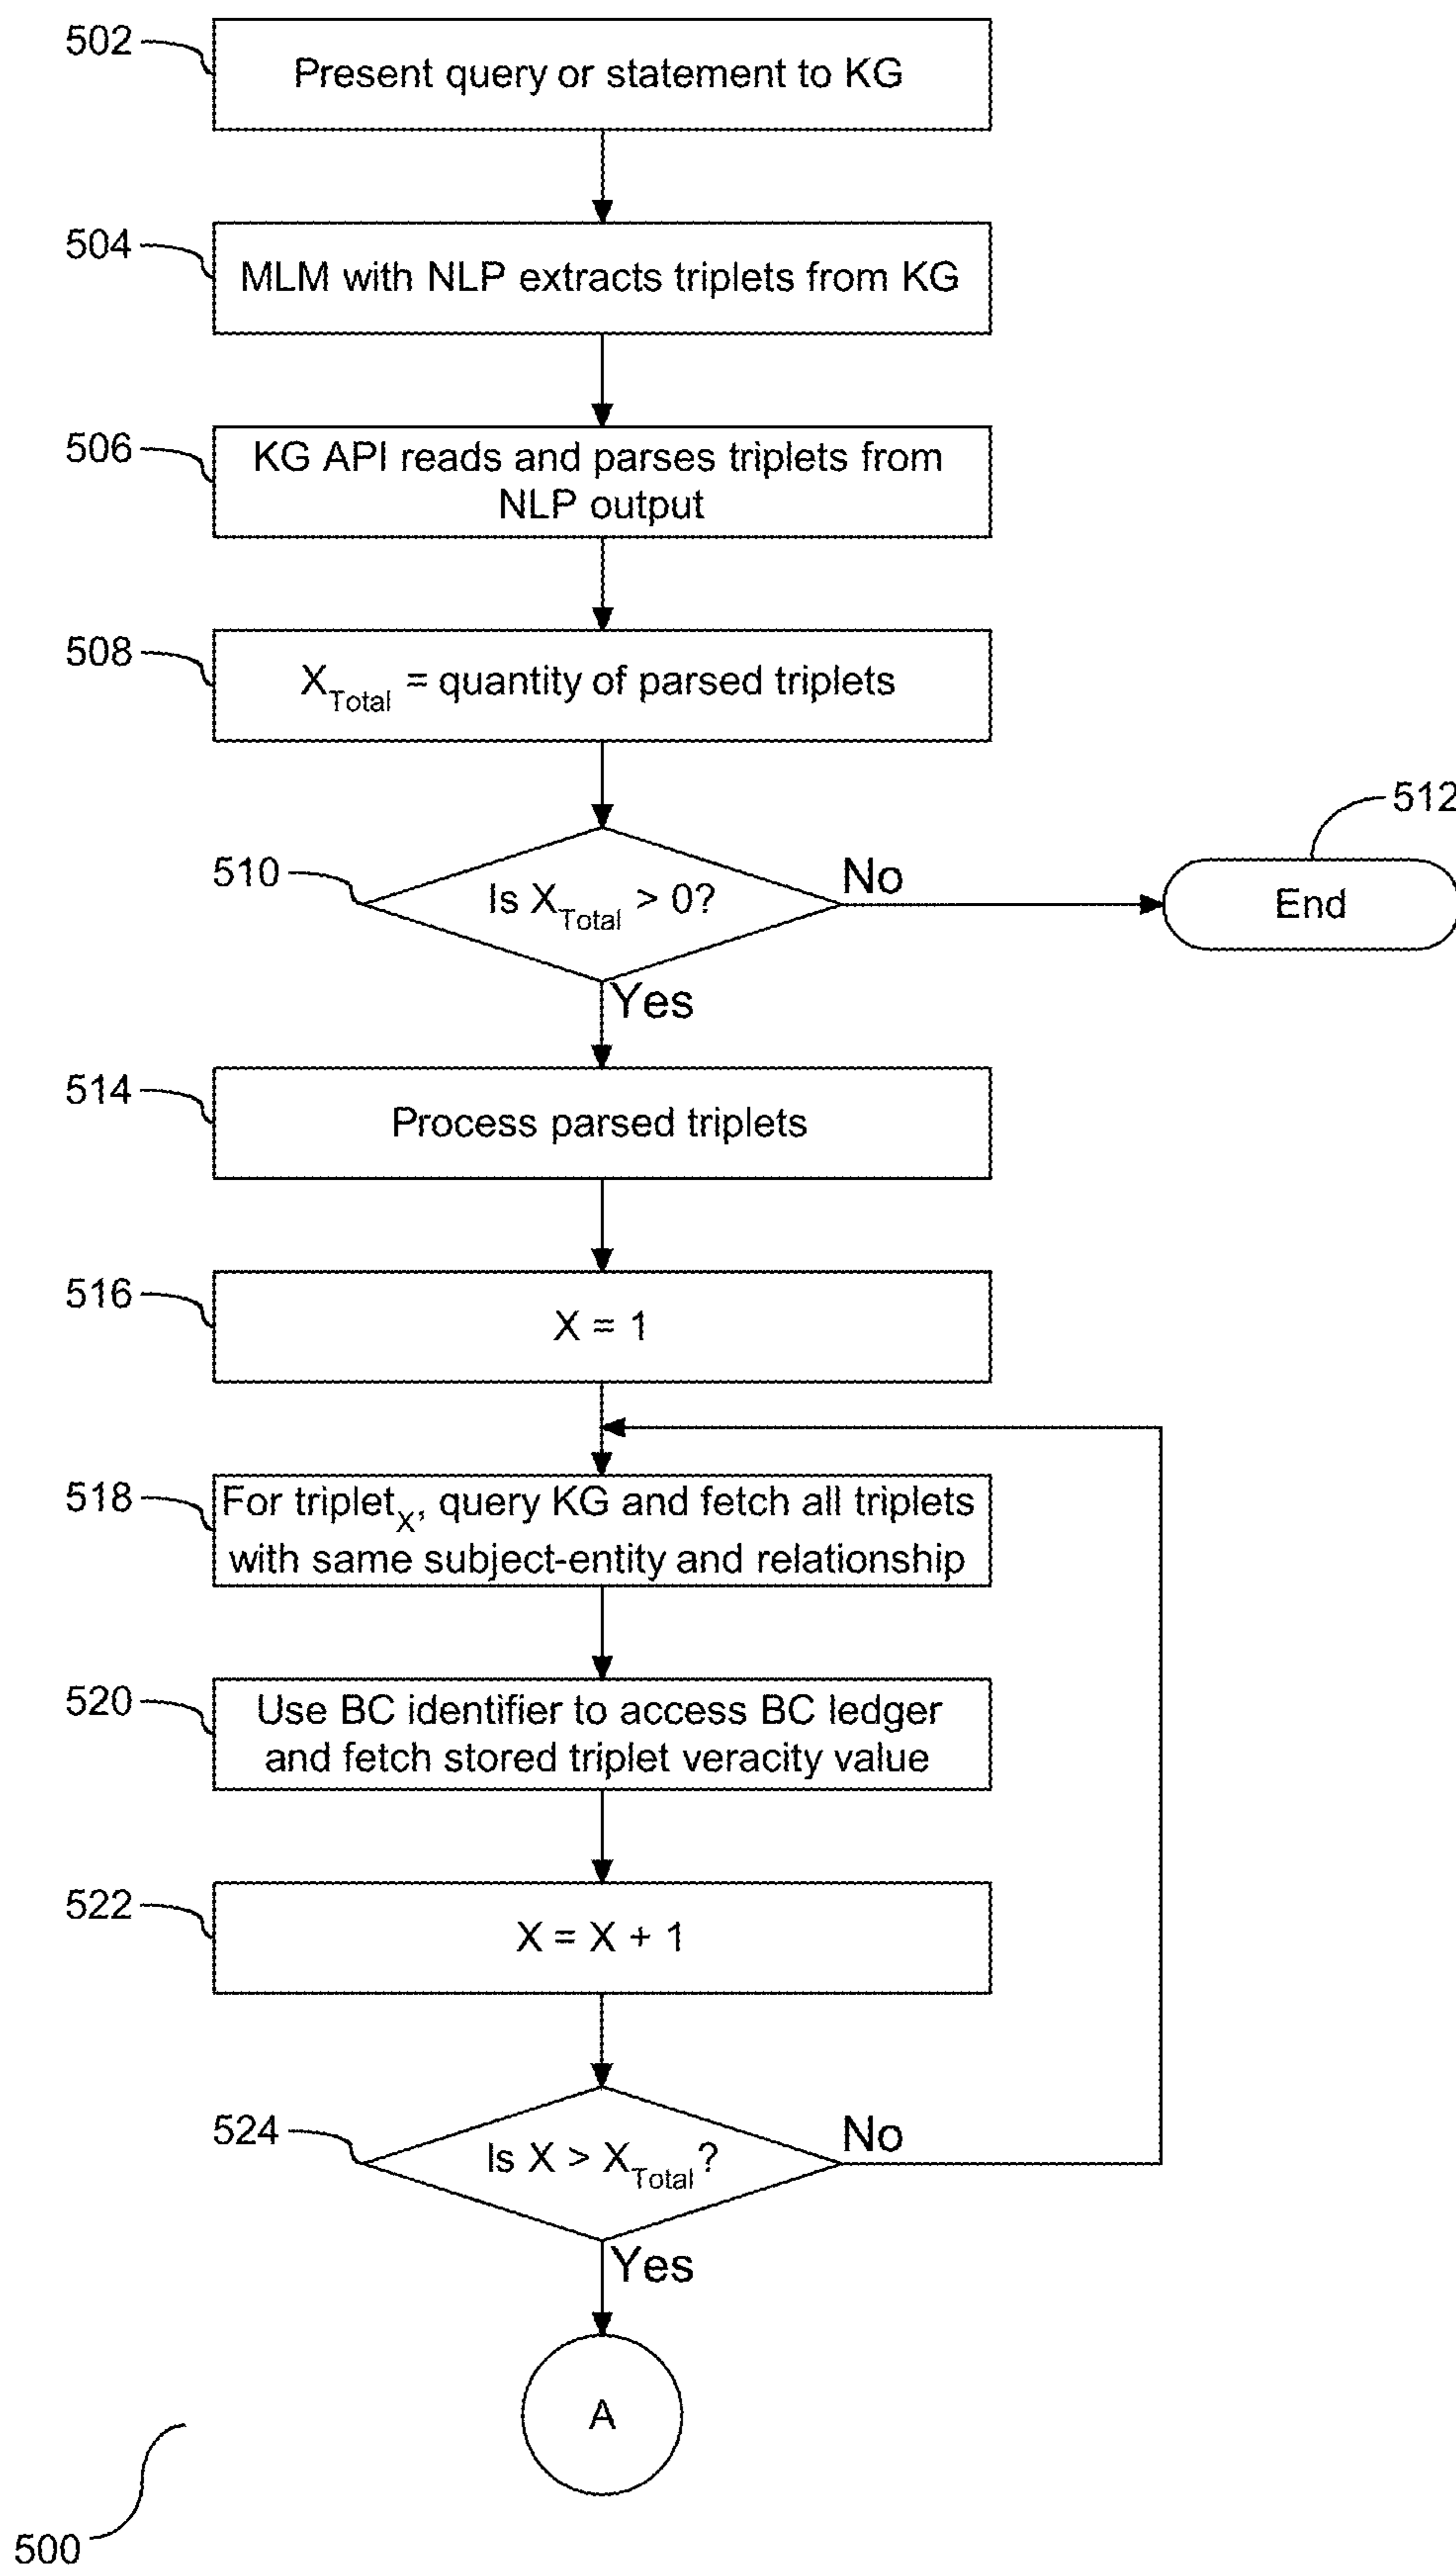 502
Present query or statement to KG
504
MLM with NLP extracts triplets from KG
506
KG API reads and parses triplets from
NLP output
508
XTotal = quantity of parsed triplets
512
510
Is XTotal > 0?
No
End
Yes
514
Process parsed triplets
516
X = 1
518
For tripletX, query KG and fetch all triplets
with same subject-entity and relationship
520
Use BC identifier to access BC ledger
and fetch stored triplet veracity value
522
X = X + 1
524
Is X > XTotal?
No
Yes
A
500